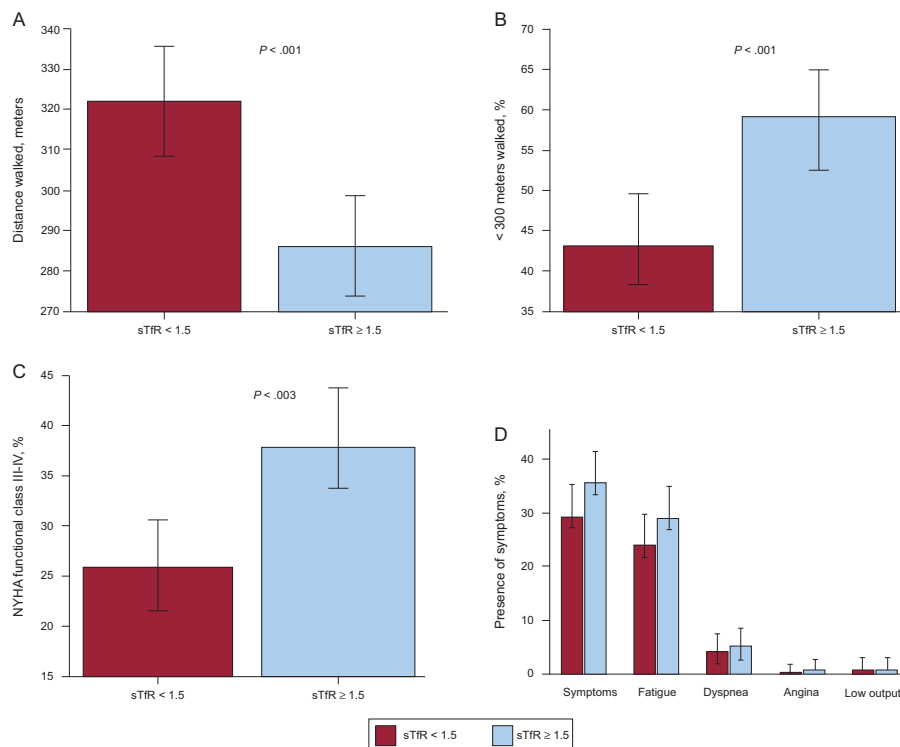 A
Distance walked, meters
340
330
320
310
300
290
280
270
P < .001
sTfR < 1.5
sTfR ≥ 1.5
B
< 300 meters walked, %
70
65
60
55
50
45
40
35
P < .001
sTfR < 1.5
sTfR ≥ 1.5
C
NYHA functional class III-IV, %
45
40
35
30
25
20
15
P < .003
sTfR < 1.5
sTfR ≥ 1.5
D
Presence of symptoms, %
40
30
20
10
0
Symptoms
Fatigue
Dyspnea
Angina
Low output
sTfR < 1.5
sTfR ≥ 1.5